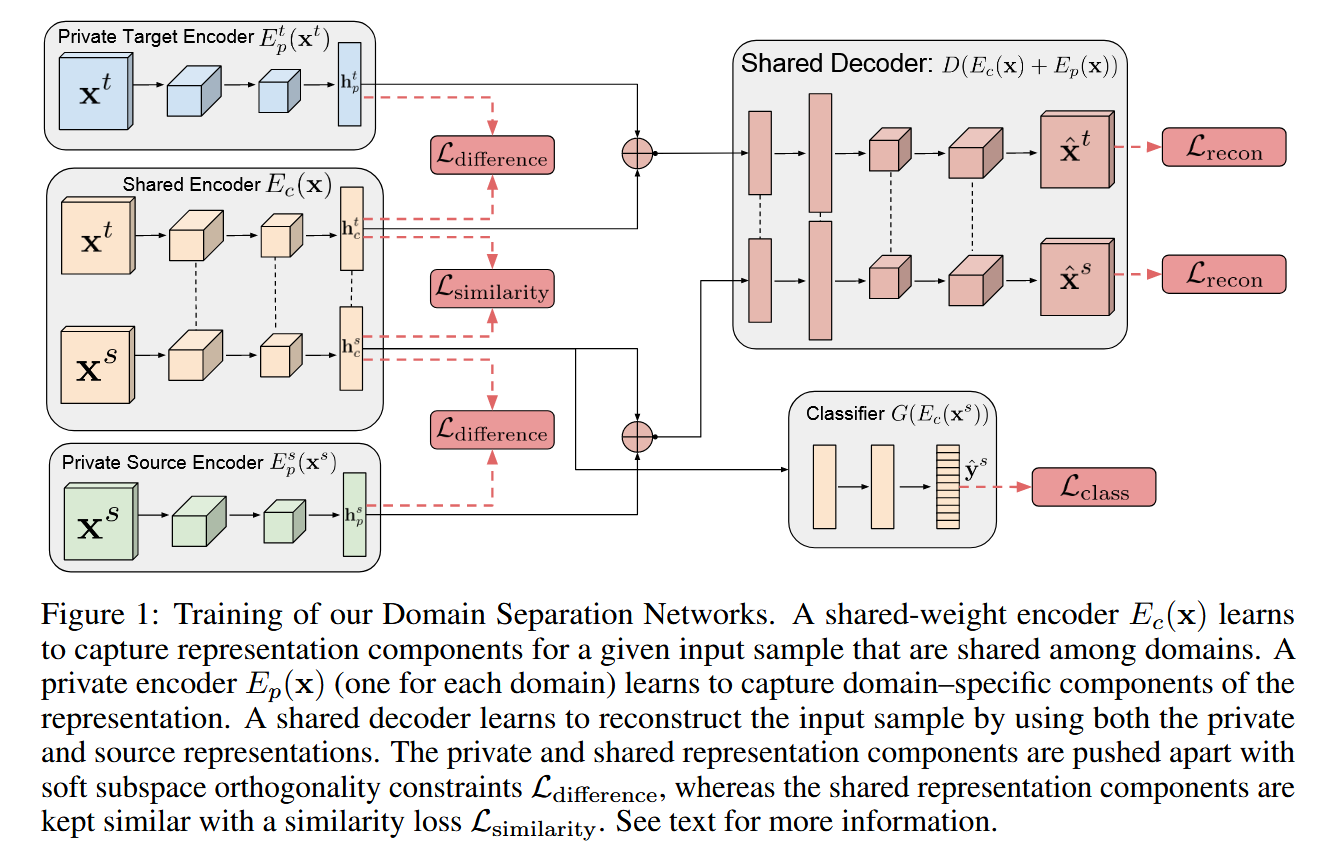 Private Target Encoder $E_p^t(\mathbf{x}^t)$
$\mathbf{x}^t$
$\mathbf{h}_p^t$
$\mathcal{L}_{\text{difference}}$
Shared Encoder $E_c(\mathbf{x})$
$\mathbf{x}^t$
$\mathbf{h}_c^t$
$\mathcal{L}_{\text{similarity}}$
$\mathbf{x}^s$
$\mathbf{h}_c^s$
$\mathcal{L}_{\text{difference}}$
Private Source Encoder $E_p^s(\mathbf{x}^s)$
$\mathbf{x}^s$
$\mathbf{h}_p^s$
Shared Decoder: $D(E_c(\mathbf{x}) + E_p(\mathbf{x}))$
$\hat{\mathbf{x}}^t$
$\mathcal{L}_{\text{recon}}$
$\hat{\mathbf{x}}^s$
$\mathcal{L}_{\text{recon}}$
Classifier $G(E_c(\mathbf{x}^s))$
$\hat{\mathbf{y}}^s$
$\mathcal{L}_{\text{class}}$
Figure 1: Training of our Domain Separation Networks. A shared-weight encoder $E_c(\mathbf{x})$ learns
to capture representation components for a given input sample that are shared among domains. A
private encoder $E_p(\mathbf{x})$ (one for each domain) learns to capture domain–specific components of the
representation. A shared decoder learns to reconstruct the input sample by using both the private
and source representations. The private and shared representation components are pushed apart with
soft subspace orthogonality constraints $\mathcal{L}_{\text{difference}}$, whereas the shared representation components are
kept similar with a similarity loss $\mathcal{L}_{\text{similarity}}$. See text for more information.